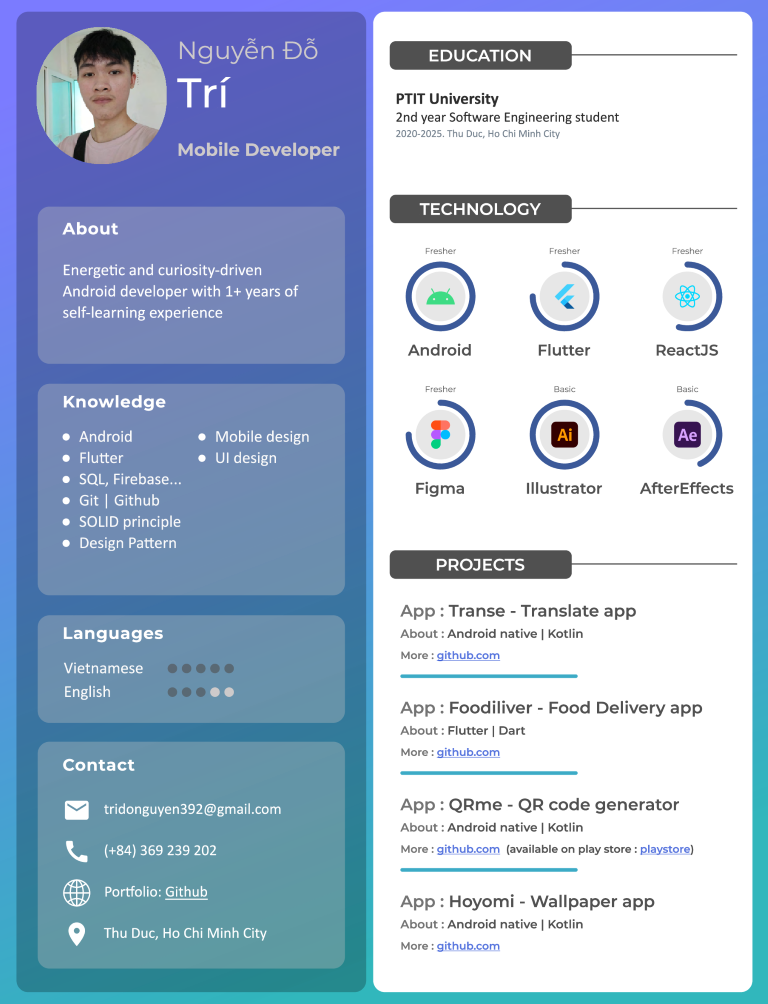 Nguyễn Đỗ
Trí
Mobile Developer
About
Energetic and curiosity-driven
Android developer with 1+ years of
self-learning experience
Knowledge
Android
Flutter
SQL, Firebase...
Git | Github
SOLID principle
Design Pattern
Mobile design
UI design
Languages
Vietnamese
English
Contact
tridonguyen392@gmail.com
(+84) 369 239 202
Portfolio: Github
Thu Duc, Ho Chi Minh City
EDUCATION
PTIT University
2nd year Software Engineering student
2020-2025. Thu Duc, Ho Chi Minh City
TECHNOLOGY
Fresher
Android
Fresher
Flutter
Fresher
ReactJS
Fresher
Figma
Basic
Ai
Illustrator
Basic
Ae
AfterEffects
PROJECTS
App : Transe - Translate app
About : Android native | Kotlin
More : github.com
App : Foodiliver - Food Delivery app
About : Flutter | Dart
More : github.com
App : QRme - QR code generator
About : Android native | Kotlin
More : github.com (available on play store : playstore)
App : Hoyomi - Wallpaper app
About : Android native | Kotlin
More : github.com